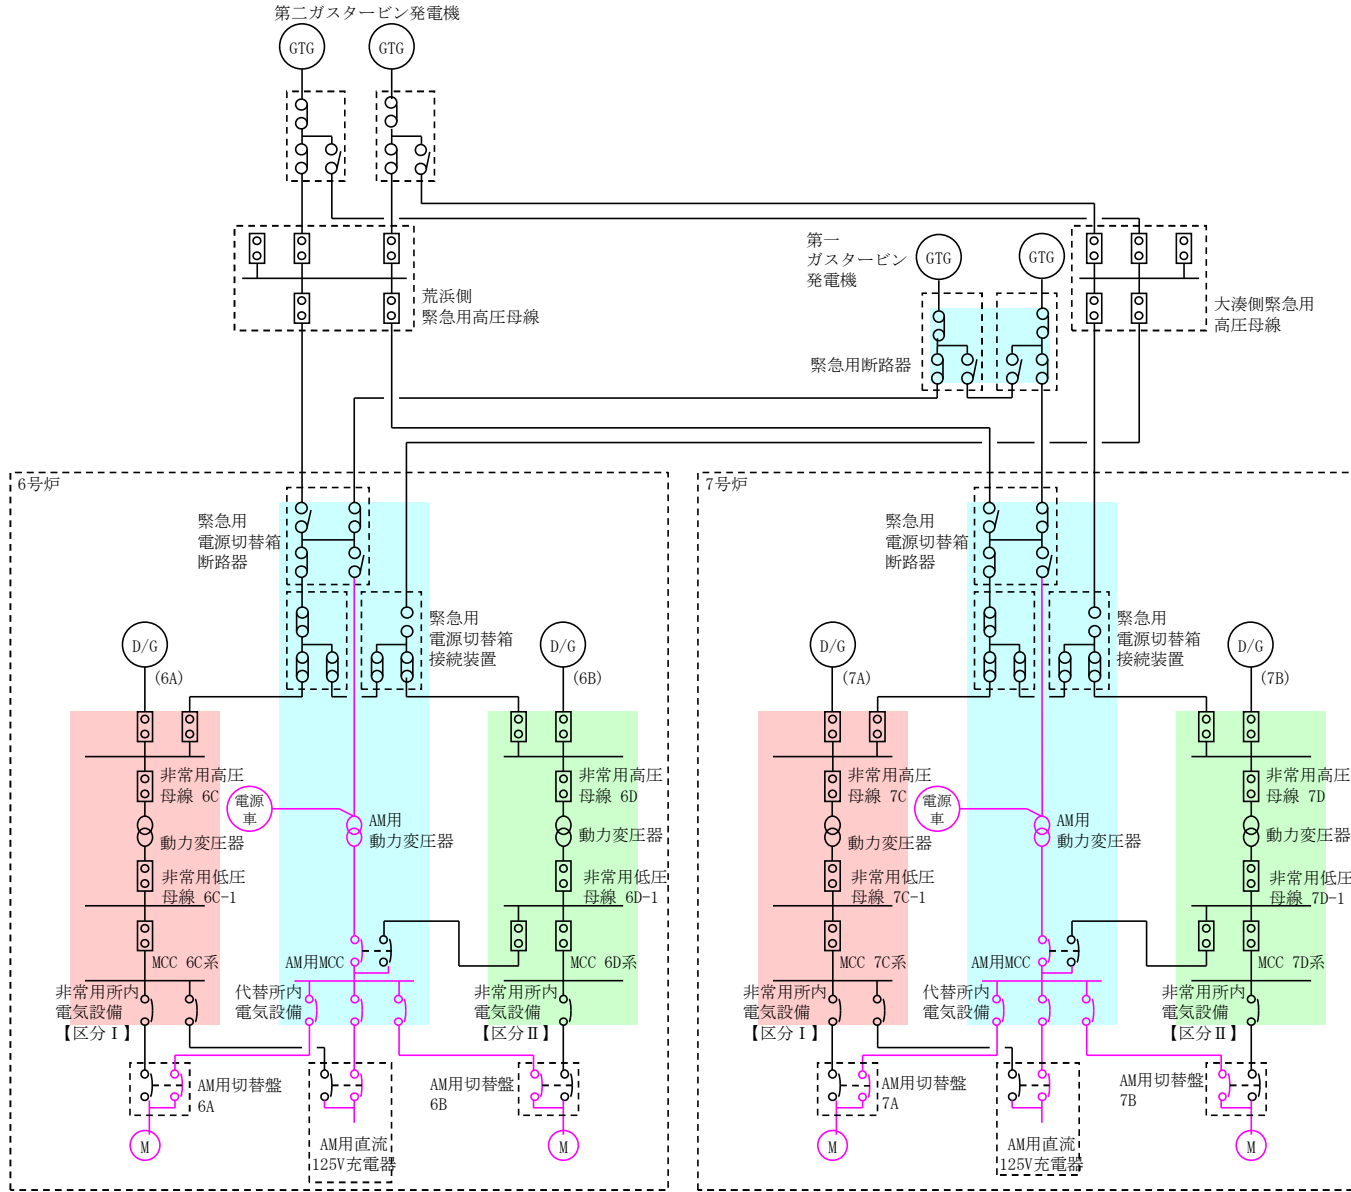 第二ガスタービン発電機
GTG
GTG
荒浜側
緊急用高圧母線
第一
ガスタービン
発電機
GTG
GTG
緊急用断路器
大湊側緊急用
高圧母線
6号炉
緊急用
電源切替箱
断路器
緊急用
電源切替箱
接続装置
D/G
(6A)
D/G
(6B)
非常用高圧
母線 6C
電源
車
AM用
動力変圧器
非常用高圧
母線 6D
動力変圧器
動力変圧器
非常用低圧
母線 6C-1
非常用低圧
母線 6D-1
MCC 6C系
AM用MCC
MCC 6D系
非常用所内
電気設備
【区分Ⅰ】
代替所内
電気設備
非常用所内
電気設備
【区分Ⅱ】
AM用切替盤
6A
AM用切替盤
6B
M
AM用直流
125V充電器
M
7号炉
緊急用
電源切替箱
断路器
緊急用
電源切替箱
接続装置
D/G
(7A)
D/G
(7B)
非常用高圧
母線 7C
電源
車
AM用
動力変圧器
非常用高圧
母線 7D
動力変圧器
動力変圧器
非常用低圧
母線 7C-1
非常用低圧
母線 7D-1
MCC 7C系
AM用MCC
MCC 7D系
非常用所内
電気設備
【区分Ⅰ】
代替所内
電気設備
非常用所内
電気設備
【区分Ⅱ】
AM用切替盤
7A
AM用切替盤
7B
M
AM用直流
125V充電器
M